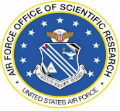 AIR FORCE OFFICE OF SCIENTIFIC RESEARCH
· UNITED STATES AIR FORCE ·